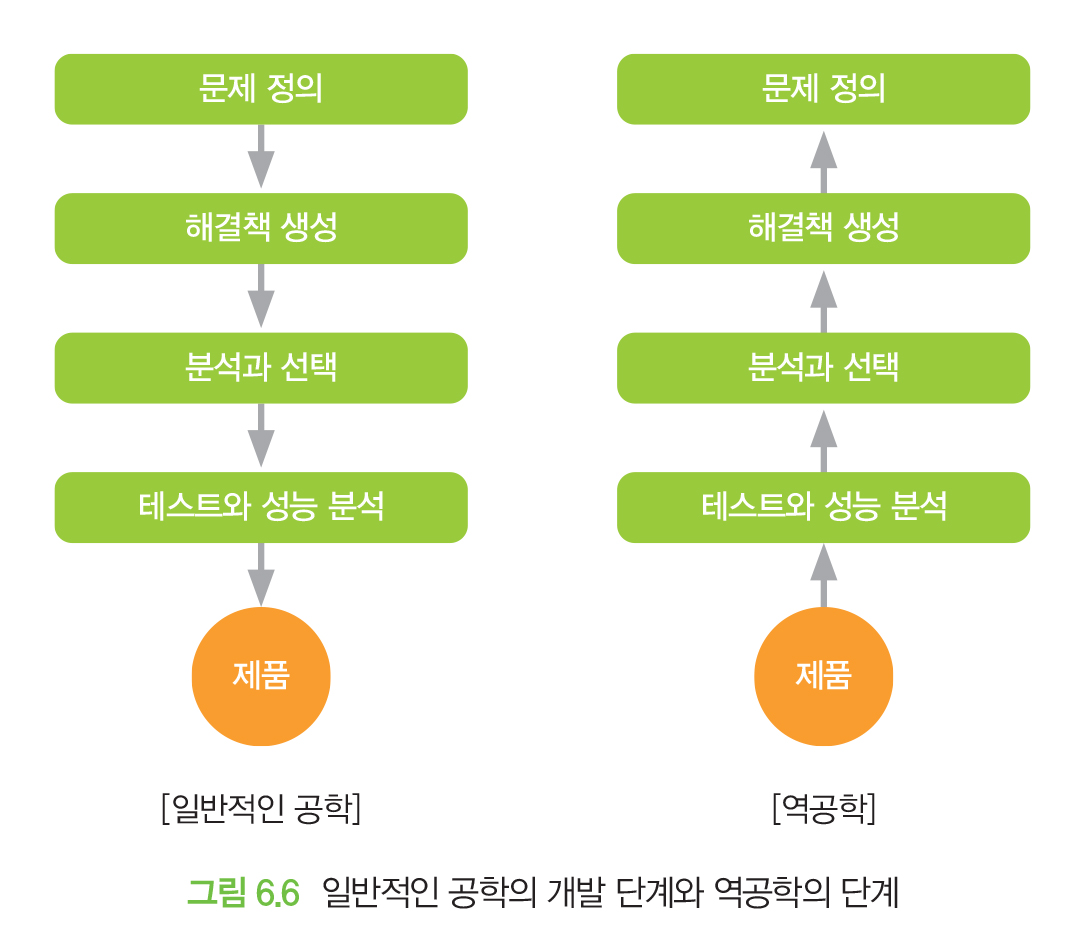 문제 정의
해결책 생성
분석과 선택
테스트와 성능 분석
제품
[일반적인 공학]
문제 정의
해결책 생성
분석과 선택
테스트와 성능 분석
제품
[역공학]
그림 6.6 일반적인 공학의 개발 단계와 역공학의 단계